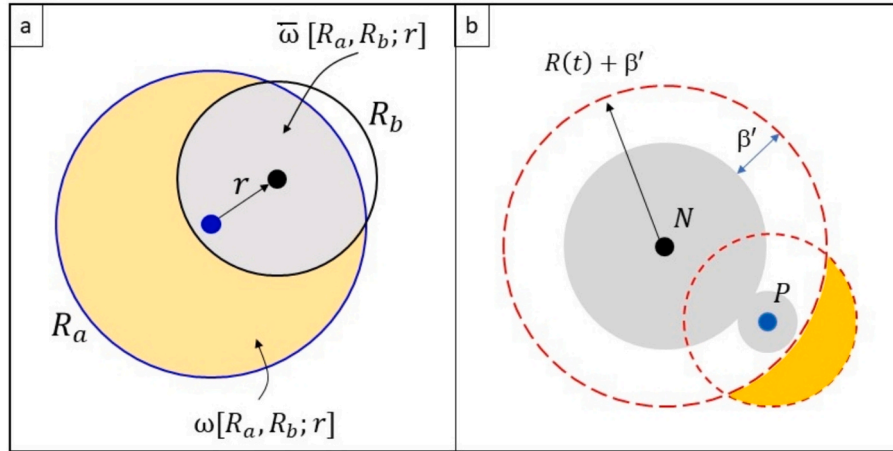 a
ω̅ [R_a, R_b; r]
R_b
r
R_a
ω[R_a, R_b; r]
b
R(t) + β′
β′
N
P